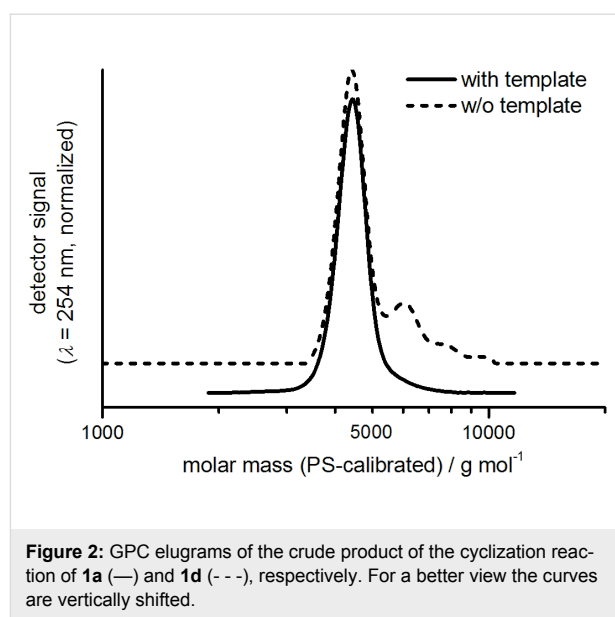 with template
w/o template
detector signal
(λ = 254 nm, normalized)
1000
5000
10000
molar mass (PS-calibrated) / g mol⁻¹
Figure 2: GPC elugrams of the crude product of the cyclization reac-
tion of 1a (—) and 1d (- - -), respectively. For a better view the curves
are vertically shifted.